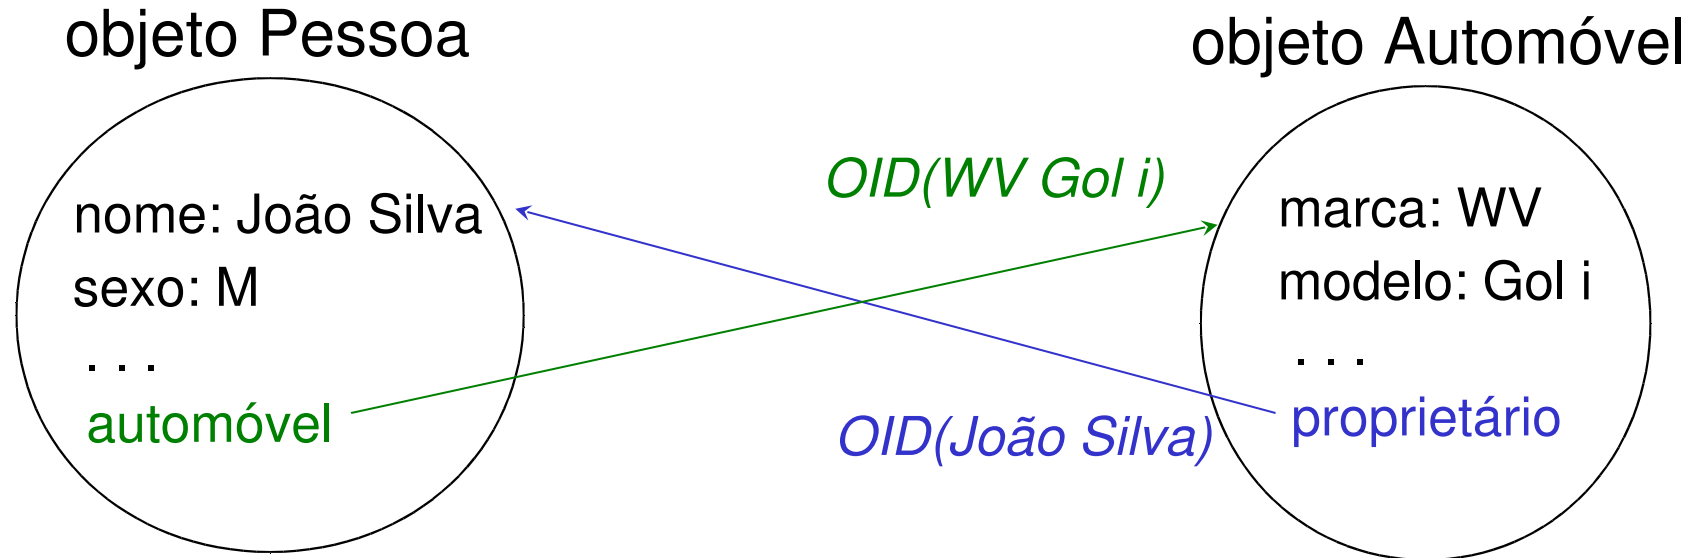 objeto Pessoa
nome: João Silva
sexo: M
. . .
automóvel
OID(WV Gol i)
OID(João Silva)
objeto Automóvel
marca: WV
modelo: Gol i
. . .
proprietário